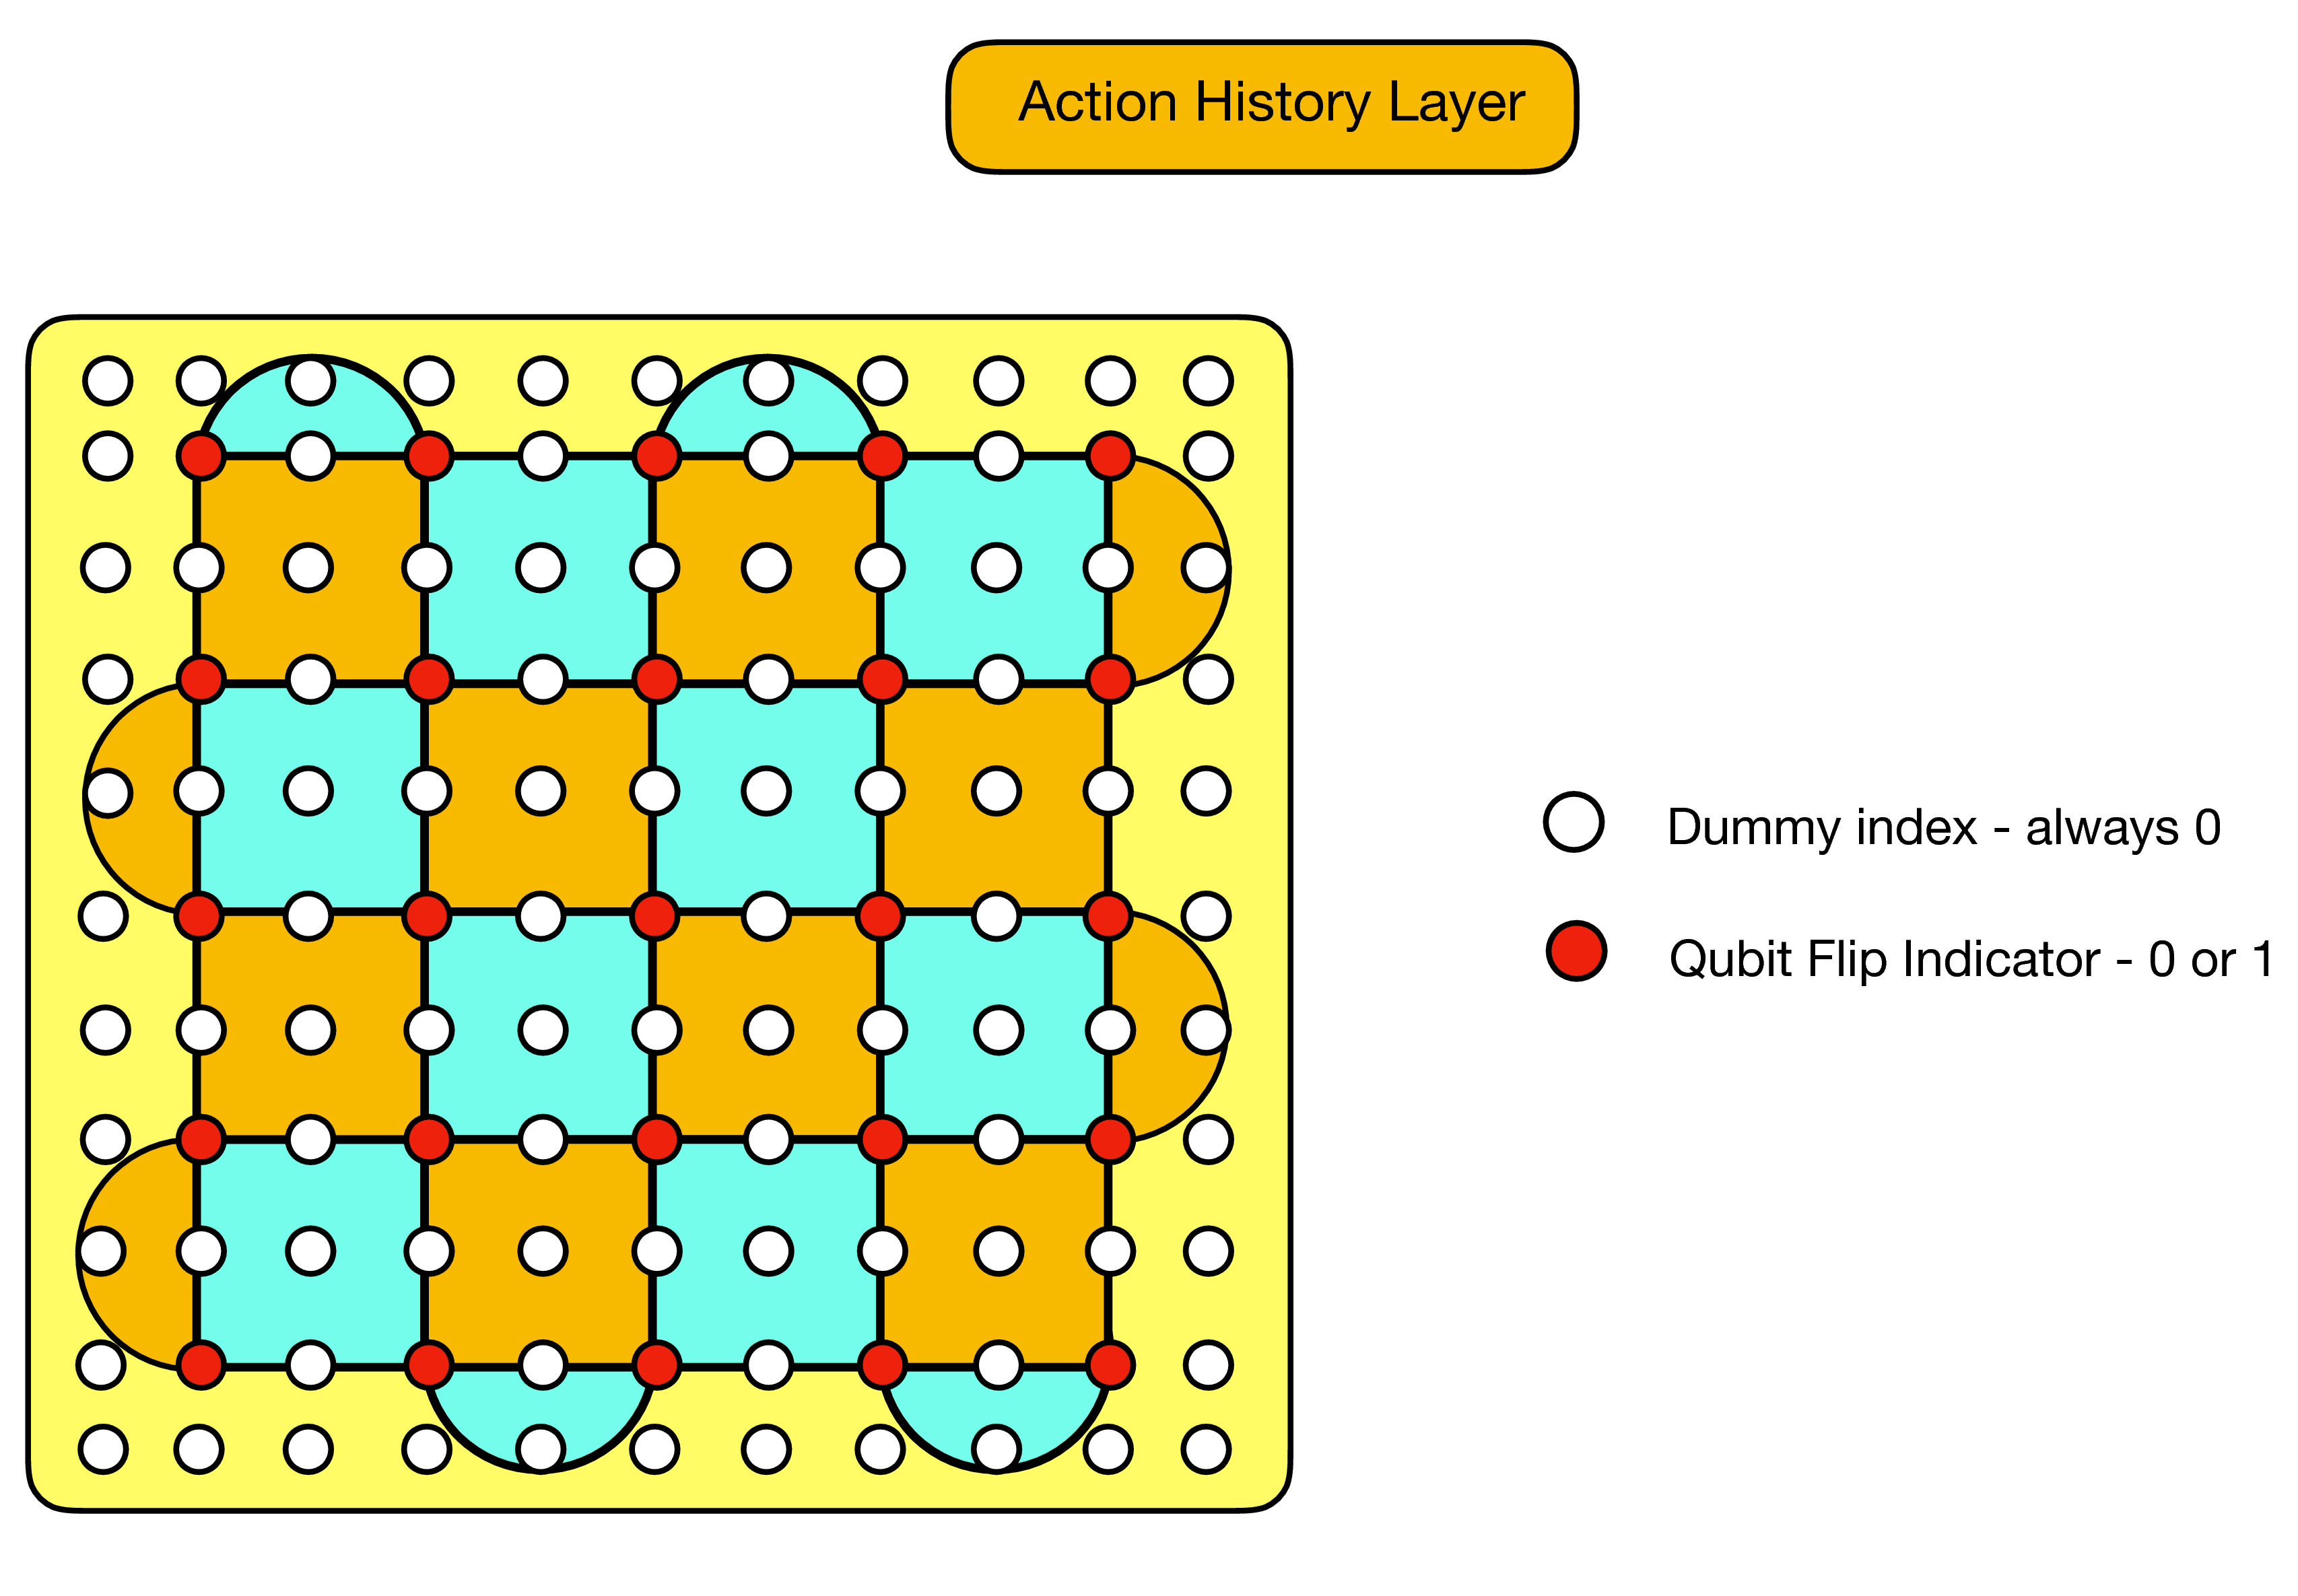 Action History Layer
Dummy index - always 0
Qubit Flip Indicator - 0 or 1